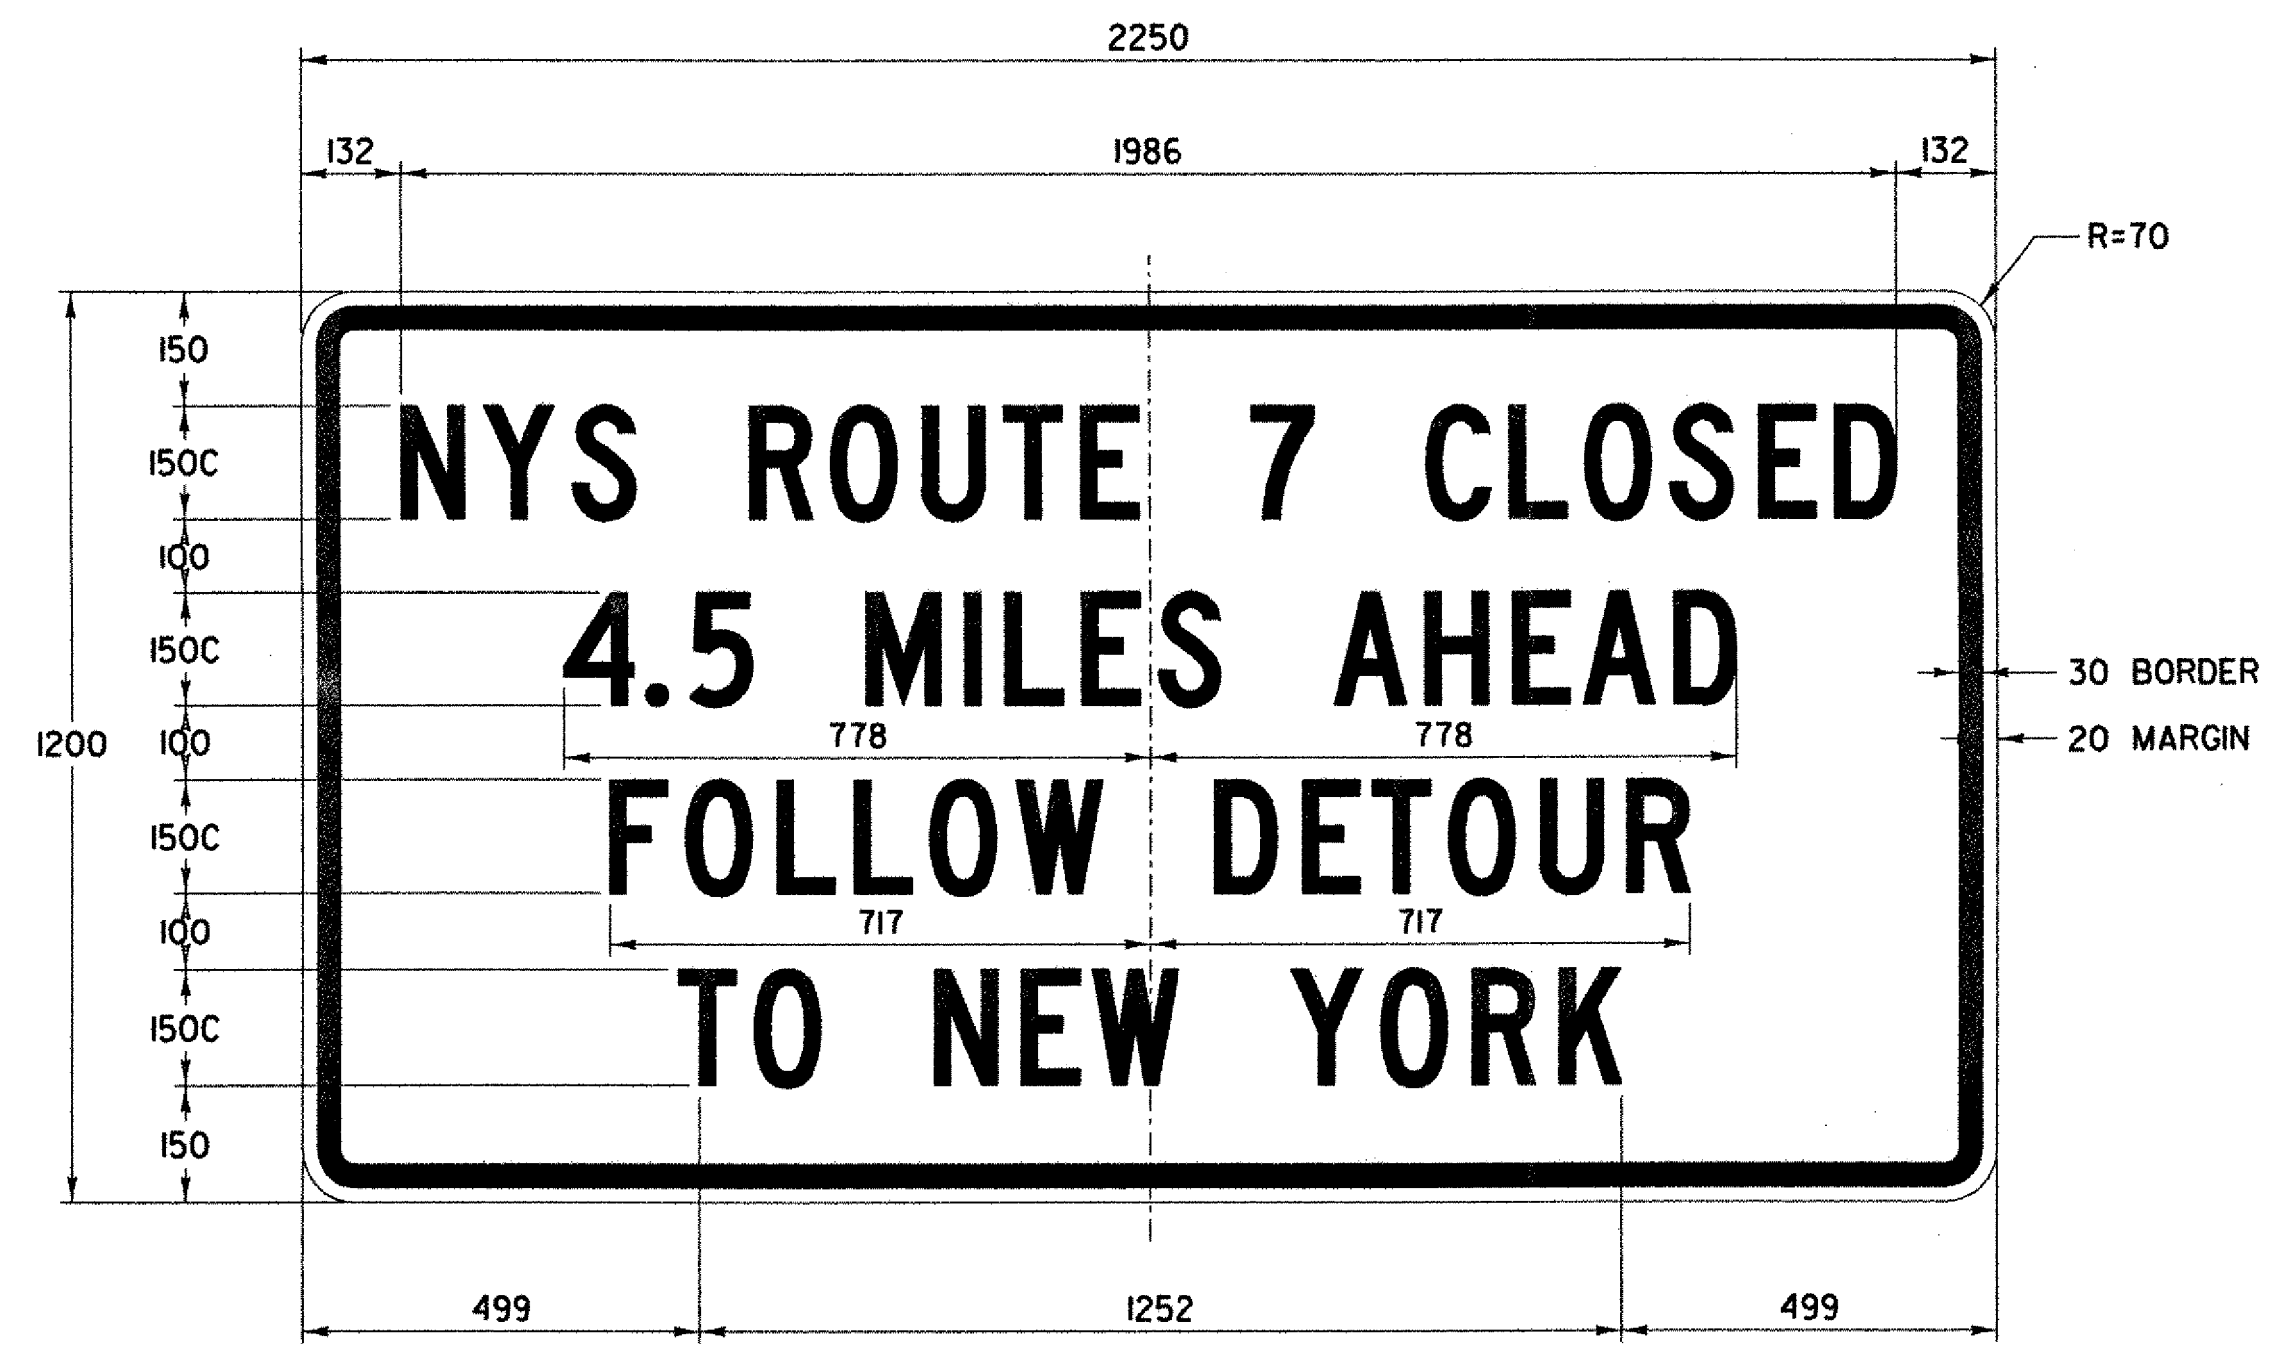 2250
132 1986 132
R=70
150
NYS ROUTE 7 CLOSED
150C
100
4.5 MILES AHEAD
150C
30 BORDER
778 778
1200 100 20 MARGIN
FOLLOW DETOUR
150C
717 717
100
TO NEW YORK
150C
150
499 1252 499